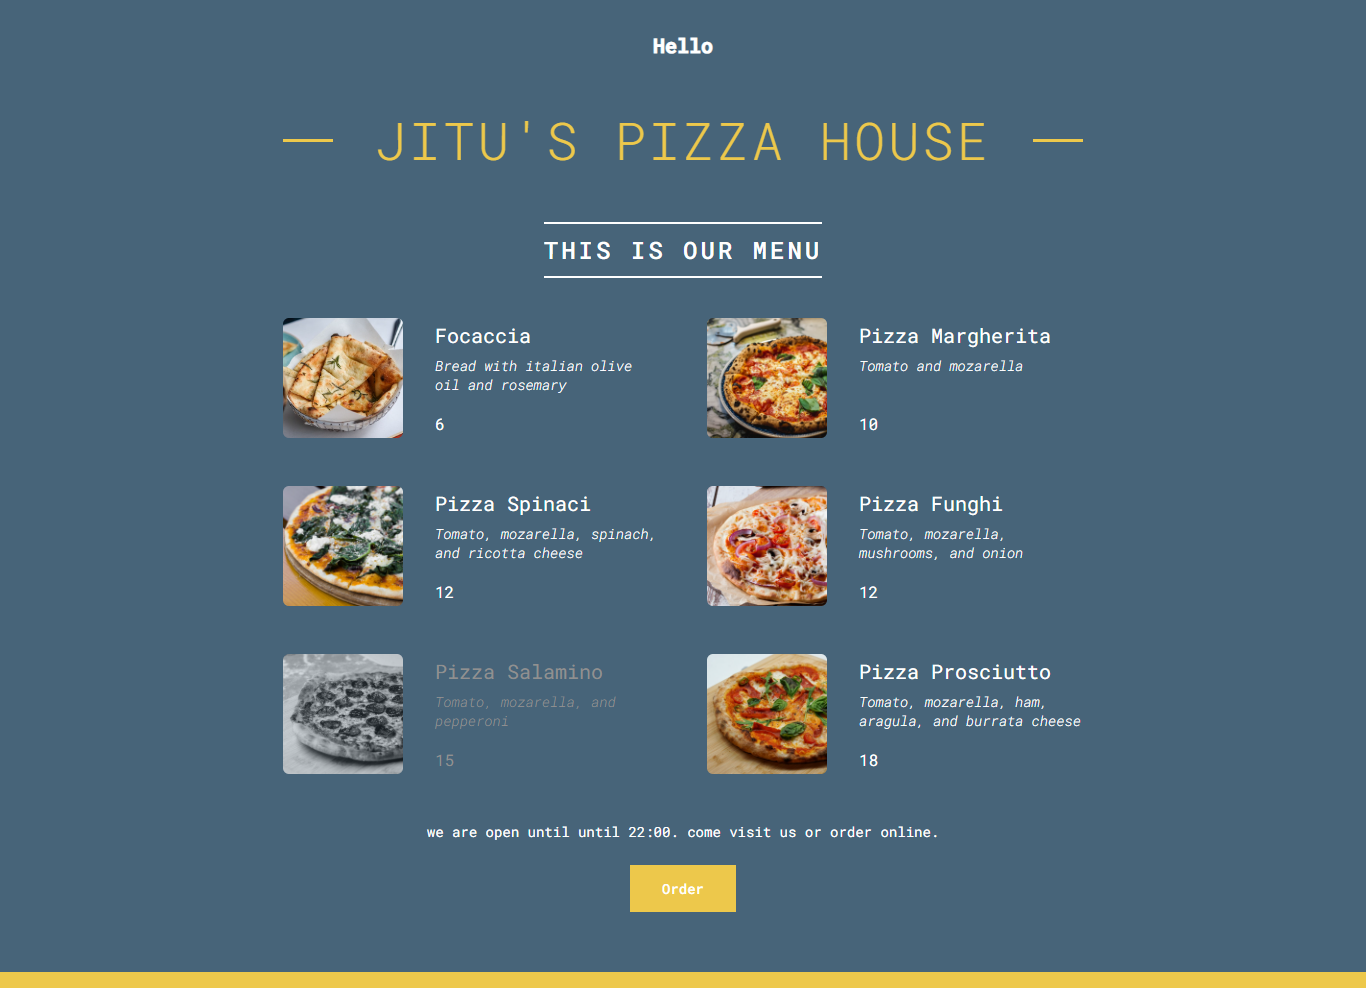 Hello
JITU'S PIZZA HOUSE
THIS IS OUR MENU
Focaccia
Bread with italian olive
oil and rosemary
6
Pizza Margherita
Tomato and mozarella
10
Pizza Spinaci
Tomato, mozarella, spinach,
and ricotta cheese
12
Pizza Funghi
Tomato, mozarella,
mushrooms, and onion
12
Pizza Salamino
Tomato, mozarella, and
pepperoni
15
Pizza Prosciutto
Tomato, mozarella, ham,
aragula, and burrata cheese
18
we are open until until 22:00. come visit us or order online.
Order